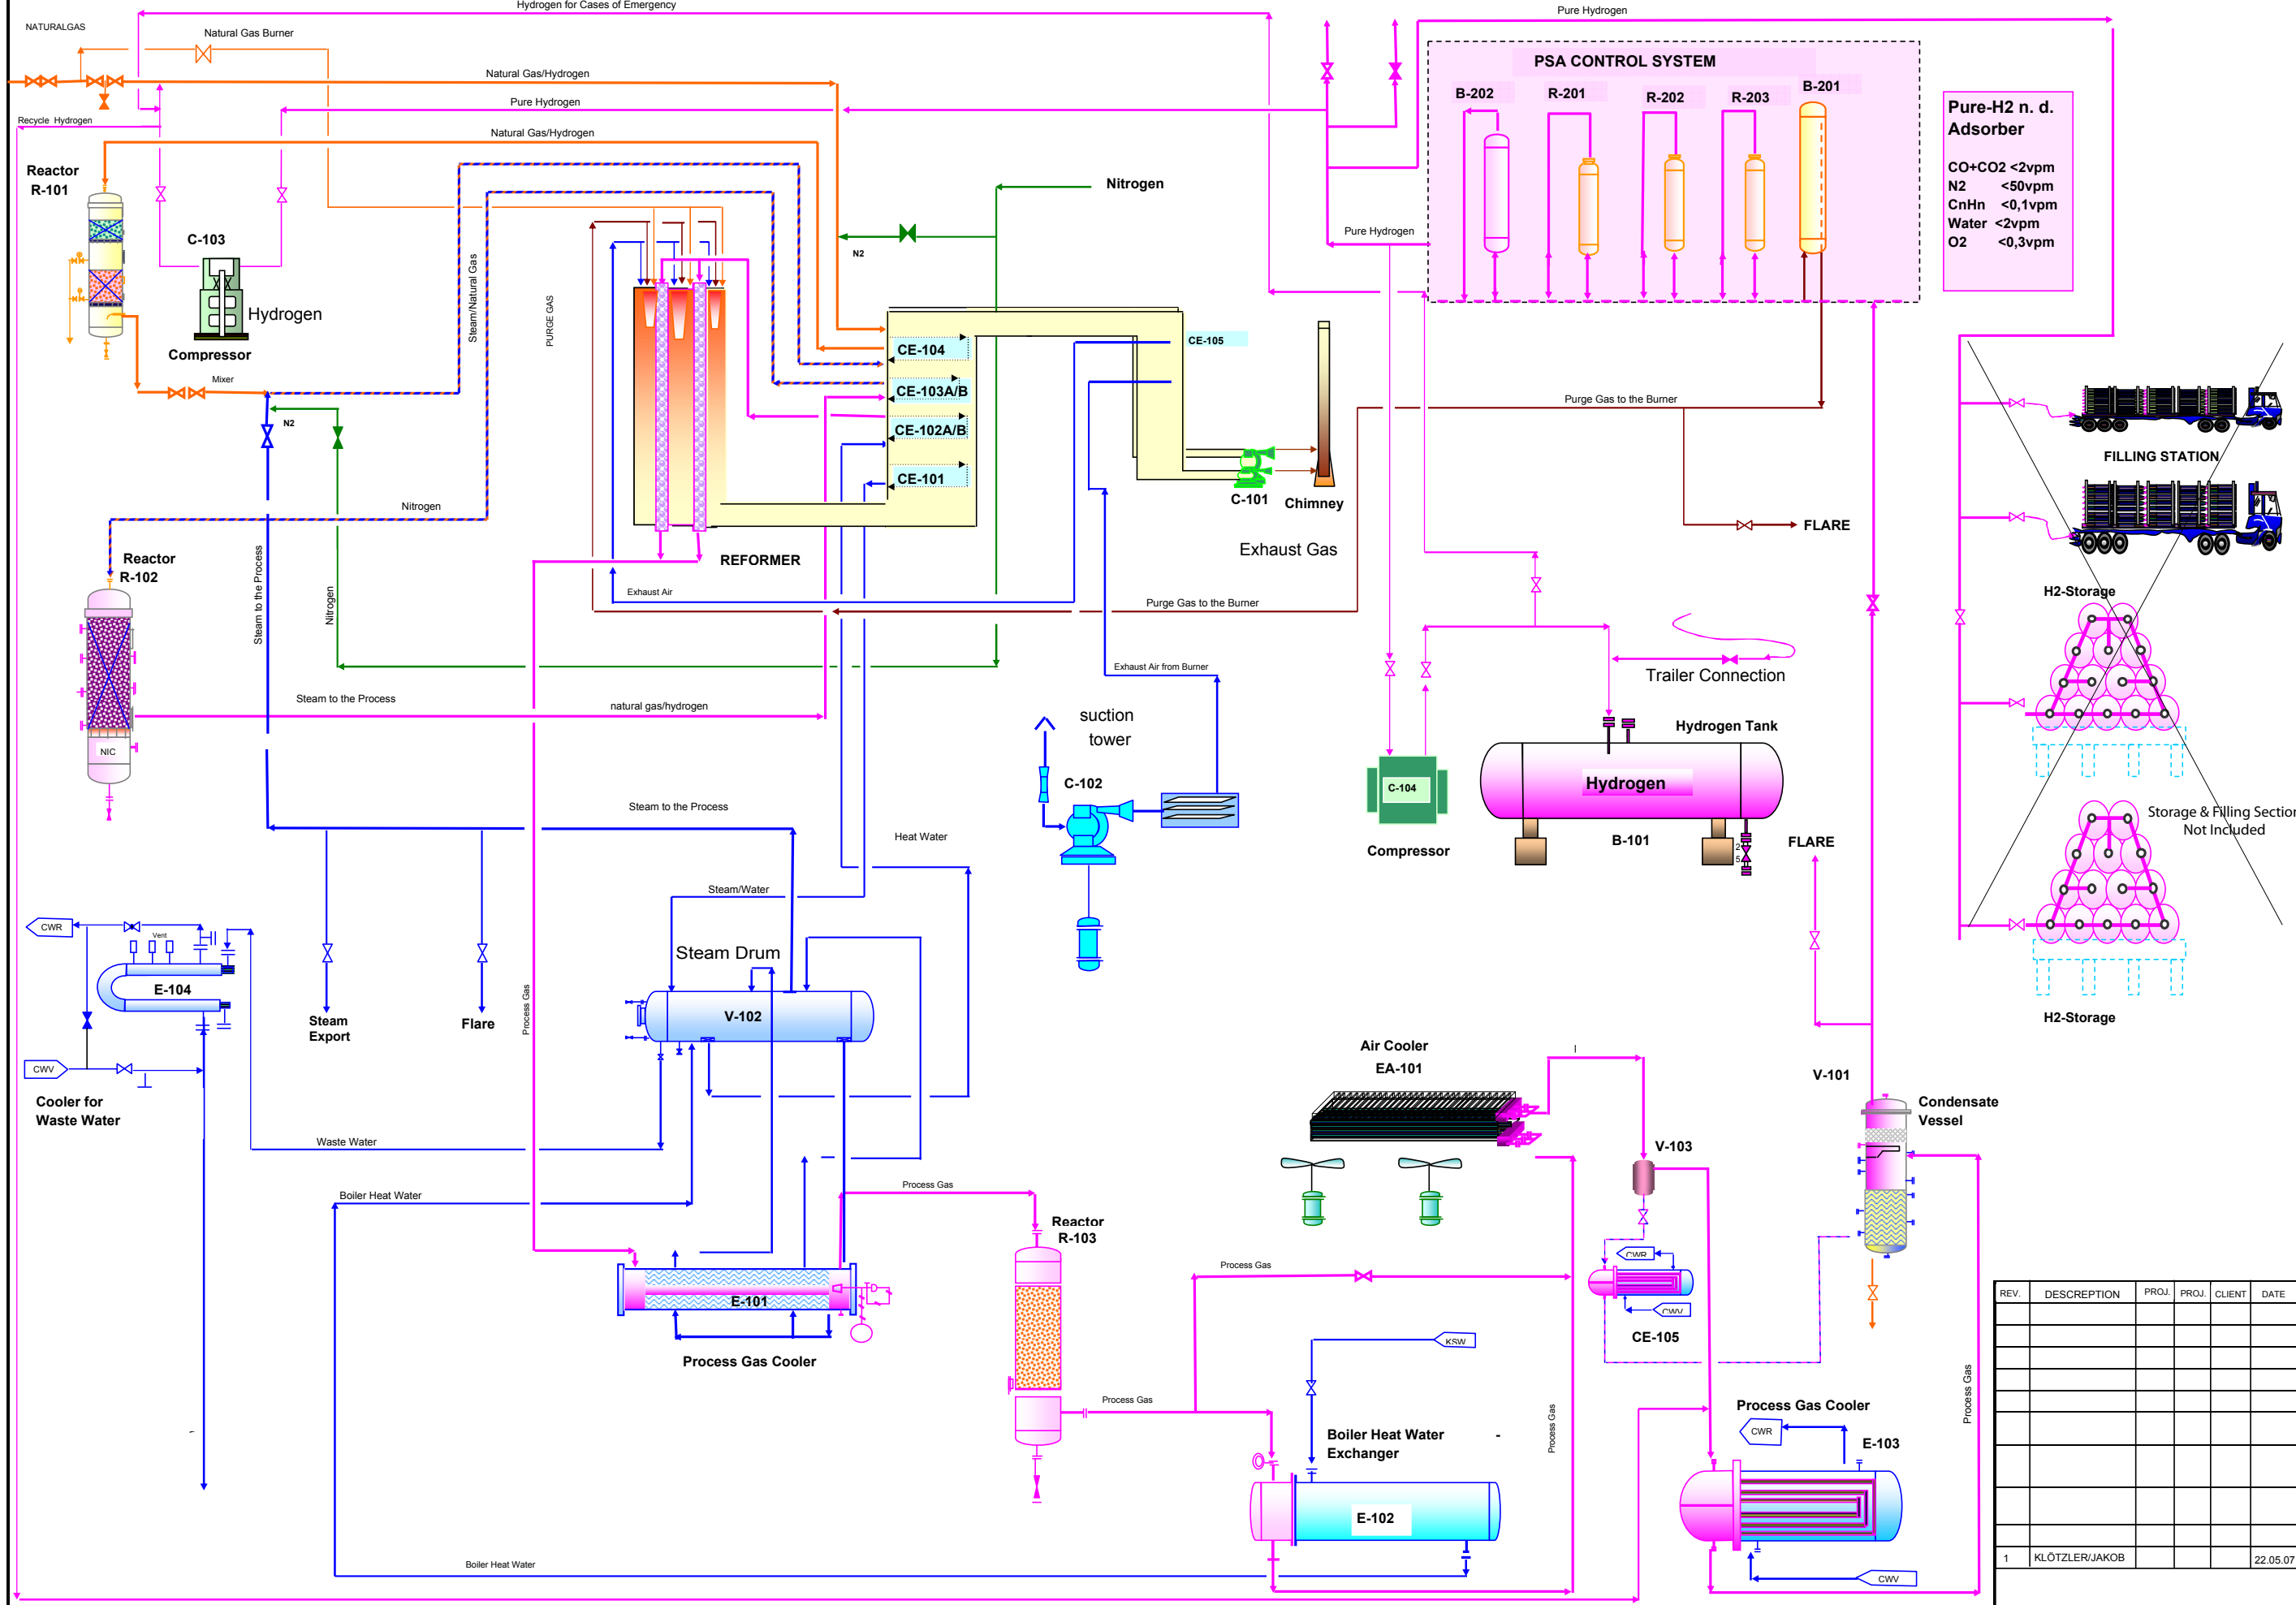 Hydrogen for Cases of Emergency
Pure Hydrogen
NATURALGAS
Natural Gas Burner
Natural Gas/Hydrogen
Pure Hydrogen
Recycle Hydrogen
Natural Gas/Hydrogen
Reactor
R-101
C-103
Hydrogen
Compressor
Mixer
N2
Steam/Natural Gas
PURGE GAS
Nitrogen
N2
PSA CONTROL SYSTEM
B-202
R-201
R-202
R-203
B-201
Pure Hydrogen
Pure-H2 n. d.
Adsorber
CO+CO2 <2vpm
N2 <50vpm
CnHn <0,1vpm
Water <2vpm
O2 <0,3vpm
CE-104
CE-103A/B
CE-102A/B
CE-101
CE-105
C-101
Chimney
Exhaust Gas
Purge Gas to the Burner
FLARE
FILLING STATION
H2-Storage
Storage & Filling Section
Not Included
H2-Storage
Nitrogen
Reactor
R-102
NIC
Steam to the Process
Nitrogen
REFORMER
Exhaust Air
Purge Gas to the Burner
Steam to the Process
natural gas/hydrogen
Exhaust Air from Burner
suction
tower
C-102
Trailer Connection
Hydrogen Tank
Hydrogen
B-101
2
5
C-104
Compressor
FLARE
Steam to the Process
Heat Water
Steam/Water
Steam Drum
V-102
CWR
Vent
E-104
CWV
Cooler for
Waste Water
Steam
Export
Flare
Process Gas
Waste Water
Boiler Heat Water
Process Gas
E-101
Process Gas Cooler
Reactor
R-103
Process Gas
Process Gas
Air Cooler
EA-101
V-103
V-101
Condensate
Vessel
CWR
CWV
CE-105
KSW
Boiler Heat Water
Exchanger
-
E-102
Process Gas
Process Gas Cooler
CWR
E-103
CWV
Process Gas
Boiler Heat Water
REV. DESCREPTION PROJ. PROJ. CLIENT DATE
1 KLÖTZLER/JAKOB 22.05.07